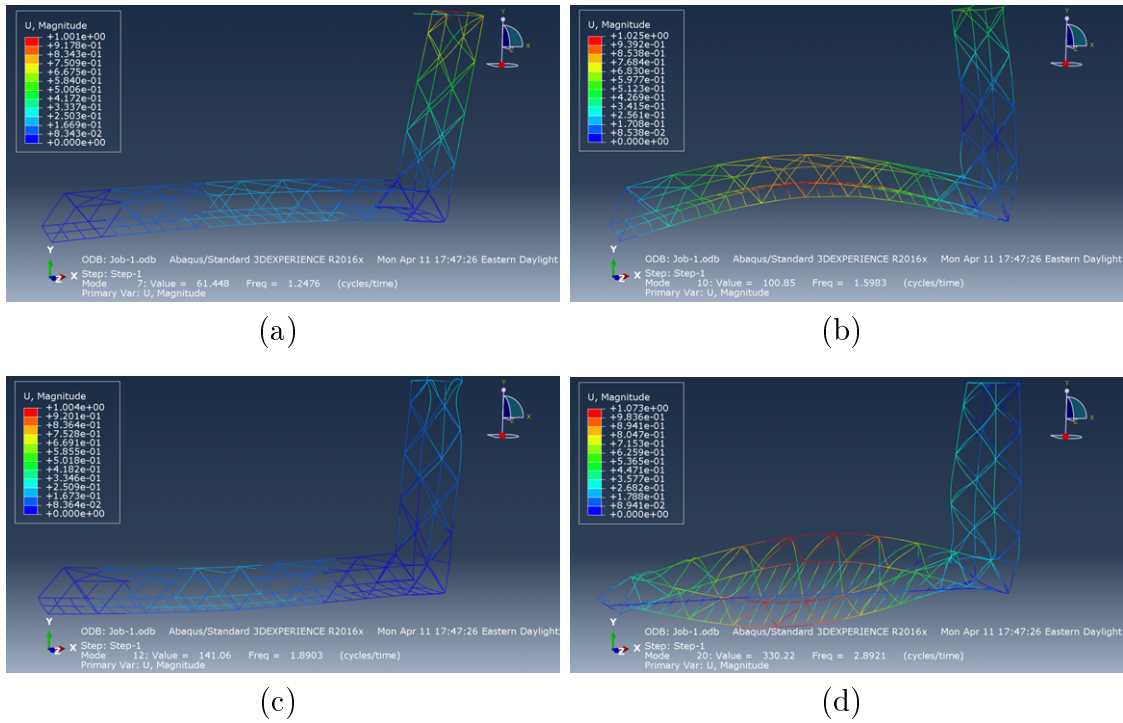 U, Magnitude
+1.001e+00
+9.178e-01
+8.343e-01
+7.509e-01
+6.675e-01
+5.840e-01
+5.006e-01
+4.172e-01
+3.337e-01
+2.503e-01
+1.669e-01
+8.343e-02
+0.000e+00
Y
X
Z
Y
X
Z
ODB: Job-1.odb Abaqus/Standard 3DEXPERIENCE R2016x Mon Apr 11 17:47:26 Eastern Daylight
Step: Step-1
Mode 7: Value = 61.448 Freq = 1.2476 (cycles/time)
Primary Var: U, Magnitude
(a)
U, Magnitude
+1.025e+00
+9.392e-01
+8.538e-01
+7.684e-01
+6.830e-01
+5.977e-01
+5.123e-01
+4.269e-01
+3.415e-01
+2.561e-01
+1.708e-01
+8.538e-02
+0.000e+00
Y
X
Z
Y
X
Z
ODB: Job-1.odb Abaqus/Standard 3DEXPERIENCE R2016x Mon Apr 11 17:47:26 Eastern Daylight
Step: Step-1
Mode 10: Value = 100.85 Freq = 1.5983 (cycles/time)
Primary Var: U, Magnitude
(b)
U, Magnitude
+1.004e+00
+9.201e-01
+8.364e-01
+7.528e-01
+6.691e-01
+5.855e-01
+5.018e-01
+4.182e-01
+3.346e-01
+2.509e-01
+1.673e-01
+8.364e-02
+0.000e+00
Y
X
Z
Y
X
Z
ODB: Job-1.odb Abaqus/Standard 3DEXPERIENCE R2016x Mon Apr 11 17:47:26 Eastern Daylight
Step: Step-1
Mode 12: Value = 141.06 Freq = 1.8903 (cycles/time)
Primary Var: U, Magnitude
(c)
U, Magnitude
+1.073e+00
+9.836e-01
+8.941e-01
+8.047e-01
+7.153e-01
+6.259e-01
+5.365e-01
+4.471e-01
+3.577e-01
+2.682e-01
+1.788e-01
+8.941e-02
+0.000e+00
Y
X
Z
Y
X
Z
ODB: Job-1.odb Abaqus/Standard 3DEXPERIENCE R2016x Mon Apr 11 17:47:26 Eastern Daylight
Step: Step-1
Mode 20: Value = 330.22 Freq = 2.8921 (cycles/time)
Primary Var: U, Magnitude
(d)